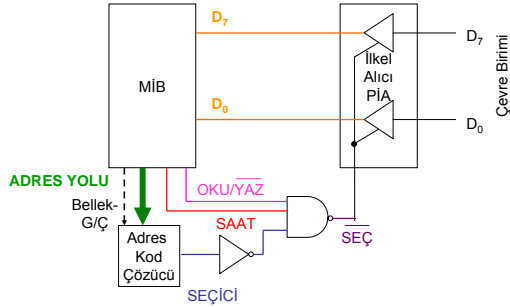 D7
D7
İlkel
Alıcı
PİA
MİB
Çevre Birimi
D0
D0
ADRES YOLU
OKU/YAZ
Bellek-
G/Ç
SAAT
SEÇ
Adres
Kod
Çözücü
SEÇİCİ